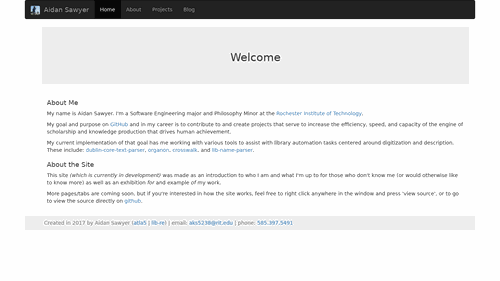 Aidan Sawyer Home About Projects Blog
Welcome
About Me
My name is Aidan Sawyer. I'm a Software Engineering major and Philosophy Minor at the Rochester Institute of Technology.
My goal and purpose on GitHub and in my career is to contribute to and create projects that serve to increase the efficiency, speed, and capacity of the engine of
scholarship and knowledge production that drives human achievement.
My current implementation of that goal has me working with various tools to assist with library automation tasks centered around digitization and description.
These include: dublin-core-text-parser, organon, crosswalk, and lib-name-parser.
About the Site
This site (which is currently in development) was made as an introduction to who I am and what I'm up to for those who don't know me (or would otherwise like
to know more) as well as an exhibition for and example of my work.
More pages/tabs are coming soon, but if you're interested in how the site works, feel free to right click anywhere in the window and press 'view source', or to go
to view the source directly on github.
Created in 2017 by Aidan Sawyer (atla5 | lib-re) | email: aks5238@rit.edu | phone: 585.397.5491